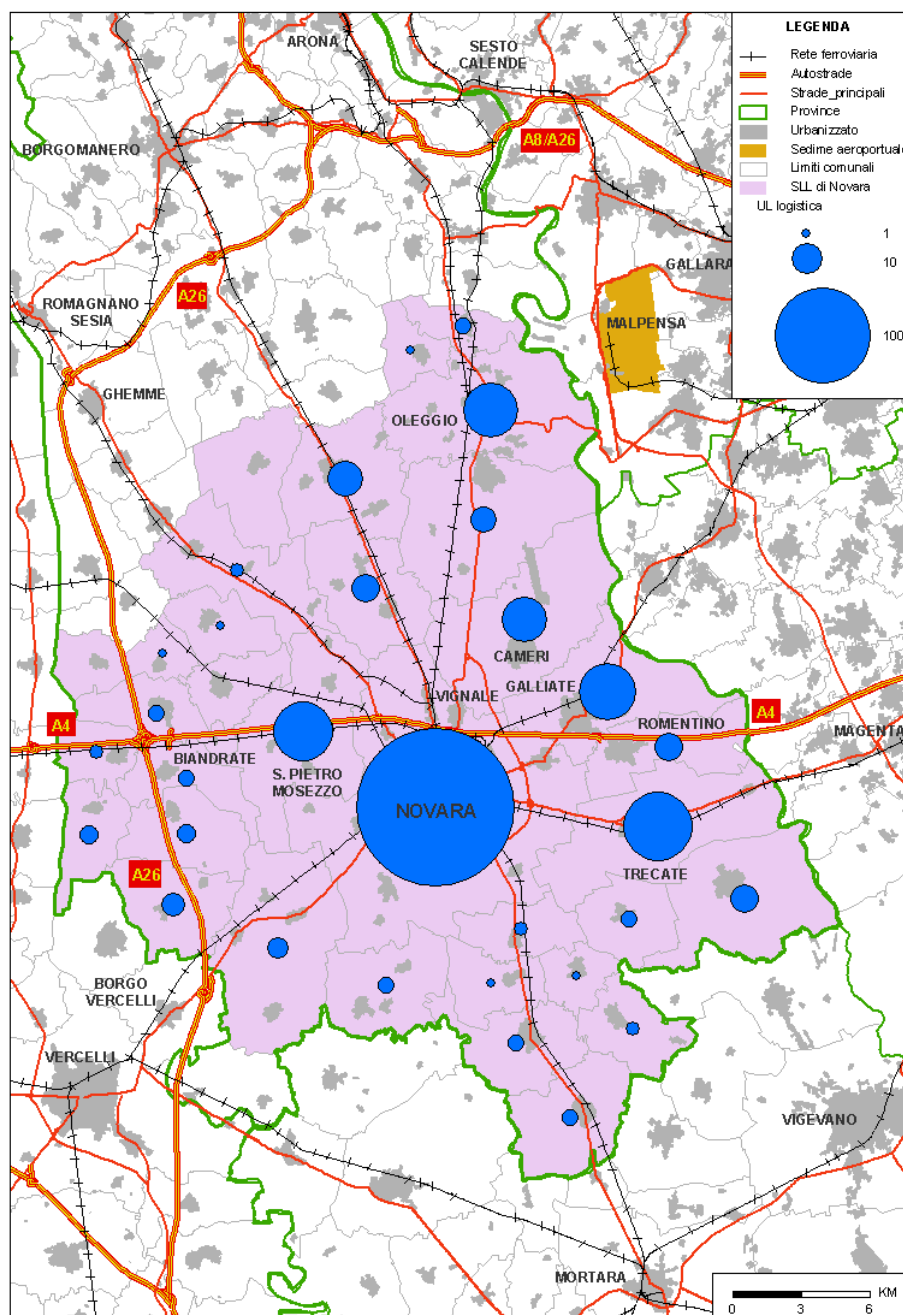 LEGENDA
Rete ferroviaria
Autostrade
Strade_principali
Province
Urbanizzato
Sedime aeroportuale
Limiti comunali
SLL di Novara
UL logistica
1
10
100
ARONA
SESTO
CALENDE
BORGOMANERO
A8/A26
GALLARA
A26
ROMAGNANO
SESIA
MALPENSA
GHEMME
OLEGGIO
CAMERI
VIGNALE
GALLIATE
ROMENTINO
A4
A4
MAGENTA
BIANDRATE
S. PIETRO
MOSEZZO
NOVARA
TRECATE
A26
BORGO
VERCELLI
VERCELLI
VIGEVANO
MORTARA
KM
0 3 6